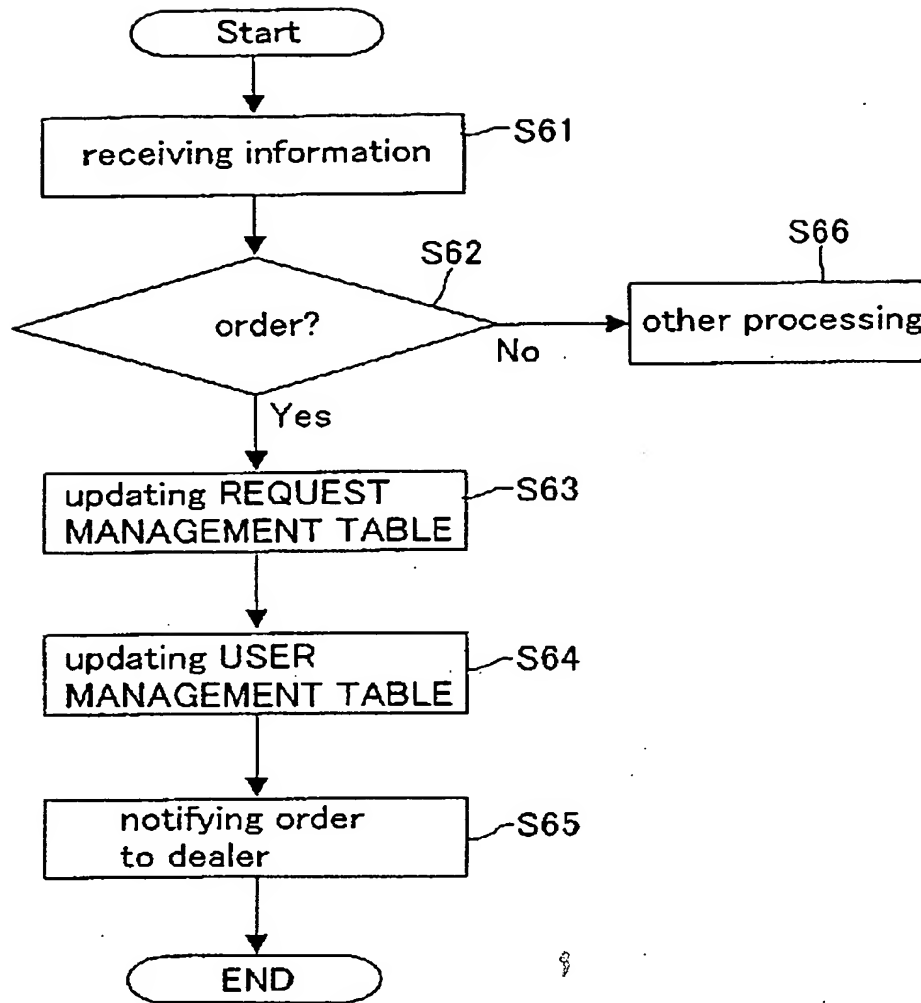 Start
receiving information
S61
order?
S62
No
Yes
other processing
S66
updating REQUEST
MANAGEMENT TABLE
S63
updating USER
MANAGEMENT TABLE
S64
notifying order
to dealer
S65
END